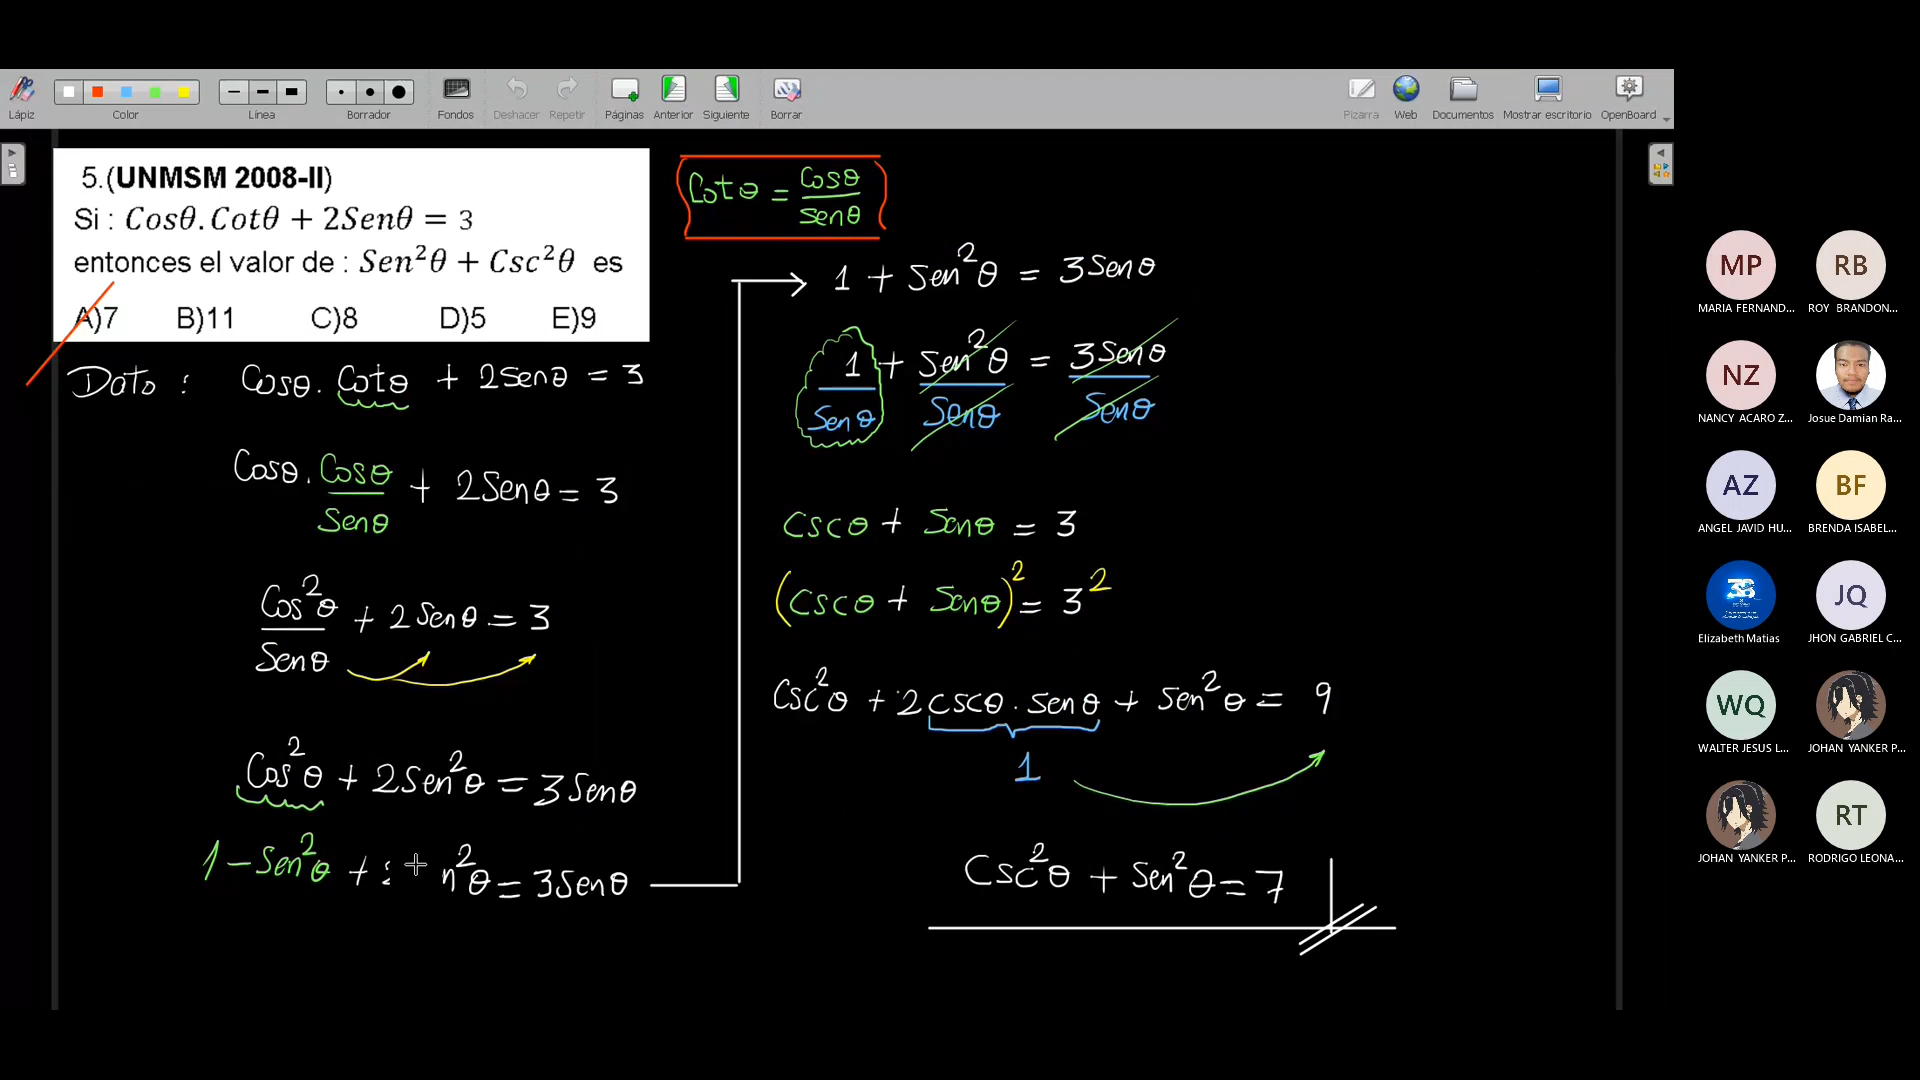 Lápiz
Color
Línea
Borrador
Fondos
Deshacer
Repetir
Páginas
Anterior
Siguiente
Borrar
Pizarra
Web
Documentos
Mostrar escritorio
OpenBoard
5.(UNMSM 2008-II)
Si : Cosθ.Cotθ + 2Senθ = 3
entonces el valor de : Sen²θ + Csc²θ es
A)7 B)11 C)8 D)5 E)9
Dato : Cosθ. Cotθ + 2Senθ = 3
Cosθ. Cosθ/Senθ + 2Senθ = 3
Cos²θ/Senθ + 2Senθ = 3
Cos²θ + 2Sen²θ = 3Senθ
1 - Sen²θ + n²θ = 3Senθ
Cotθ = Cosθ/Senθ
1 + Sen²θ = 3Senθ
1/Senθ + Sen²θ/Senθ = 3Senθ/Senθ
Cscθ + Senθ = 3
(Cscθ + Senθ)² = 3²
Csc²θ + 2Cscθ . Senθ + Sen²θ = 9
1
Csc²θ + Sen²θ = 7
MP
MARIA FERNAND...
RB
ROY BRANDON...
NZ
NANCY ACARO Z...
Josue Damian Ra...
AZ
ANGEL JAVID HU...
BF
BRENDA ISABEL...
Elizabeth Matias
JQ
JHON GABRIEL C...
WQ
WALTER JESUS L...
JOHAN YANKER P...
JOHAN YANKER P...
RT
RODRIGO LEONA...